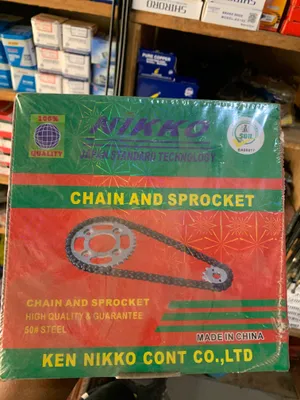 100%
QUALITY
NIKKO
JAPAN STANDARD TECHNOLOGY
CHAIN AND SPROCKET
CHAIN AND SPROCKET
HIGH QUALITY & GUARANTEE
50# STEEL
MADE IN CHINA
KEN NIKKO CONT CO.,LTD